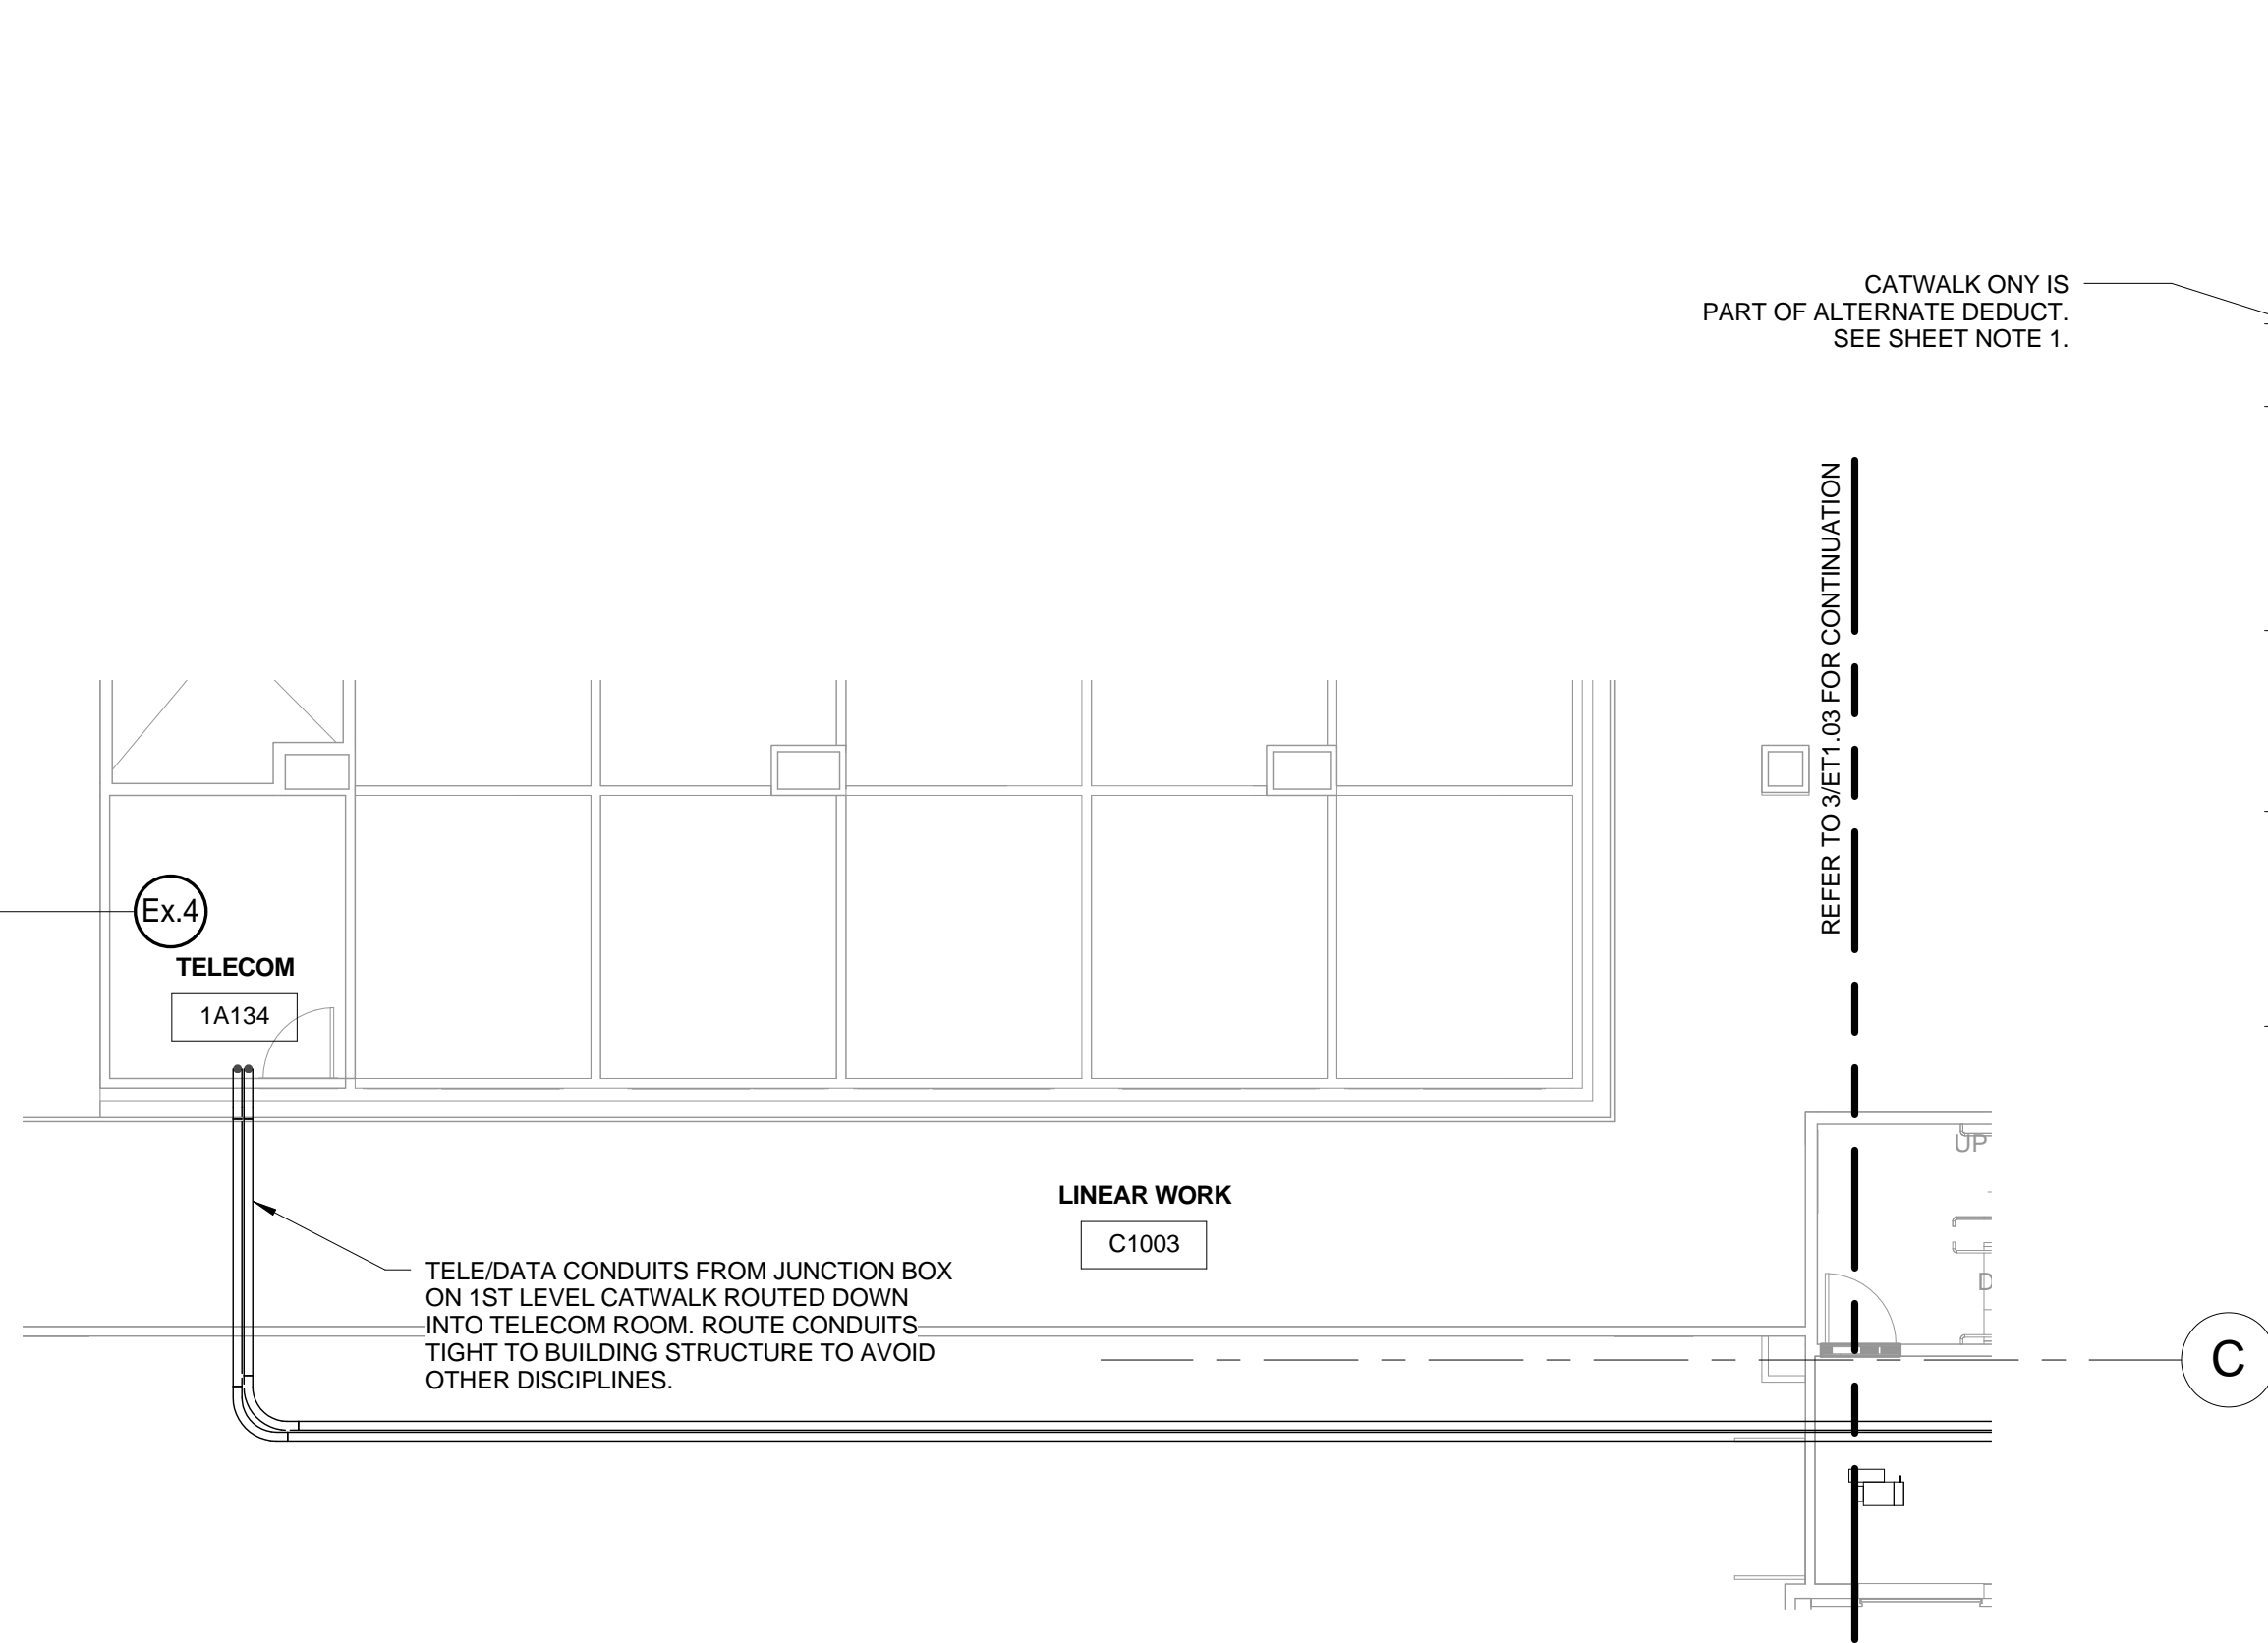 CATWALK ONY IS
PART OF ALTERNATE DEDUCT.
SEE SHEET NOTE 1.
REFER TO 3/ET1.03 FOR CONTINUATION
Ex.4
TELECOM
1A134
UP
LINEAR WORK
C1003
TELE/DATA CONDUITS FROM JUNCTION BOX
ON 1ST LEVEL CATWALK ROUTED DOWN
INTO TELECOM ROOM. ROUTE CONDUITS
TIGHT TO BUILDING STRUCTURE TO AVOID
OTHER DISCIPLINES.
C